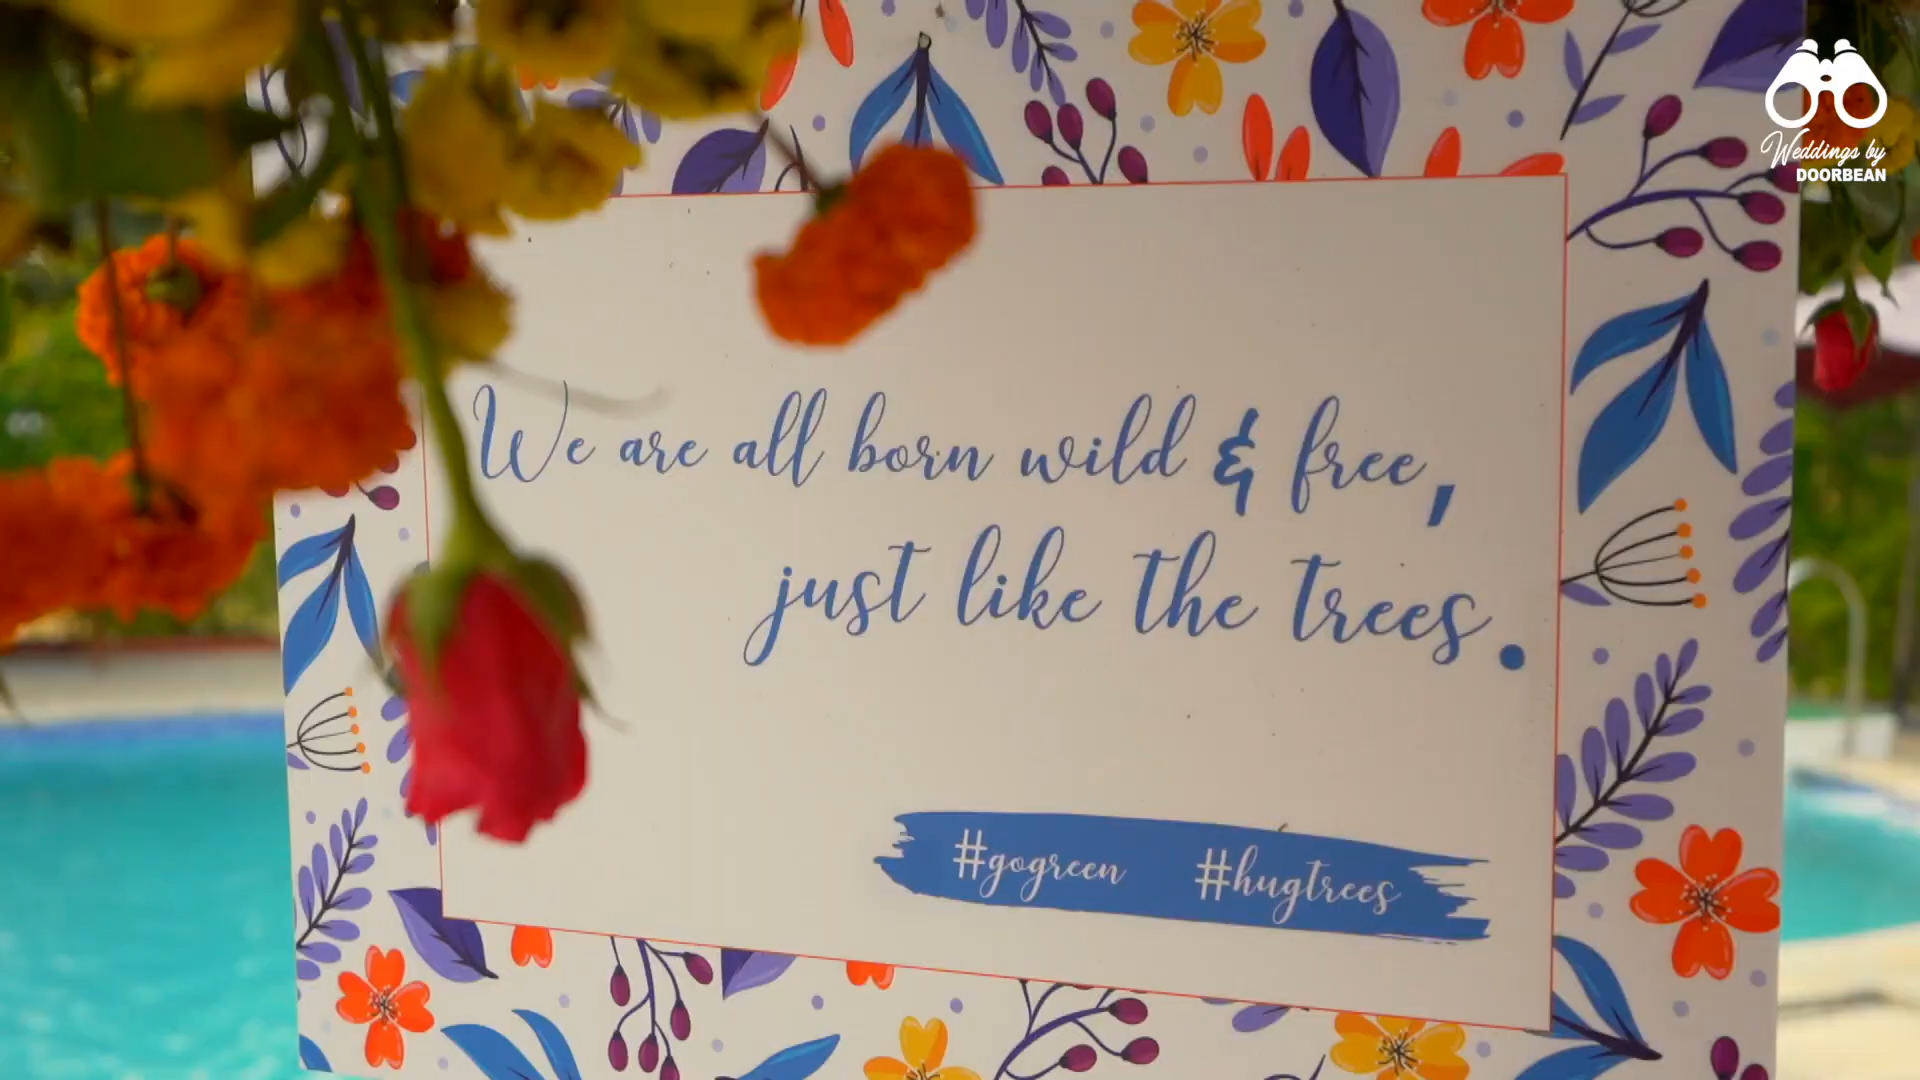 Weddings by
DOORBEAN
We are all born wild & free,
just like the trees.
#gogreen #hugtrees